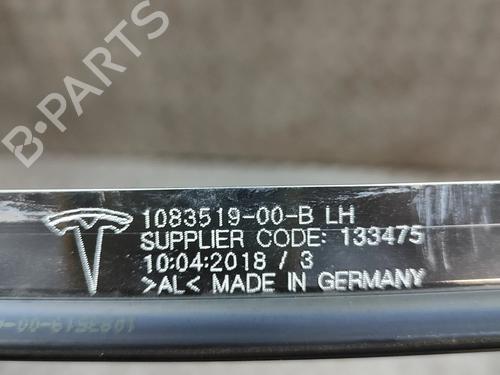 B-PARTS
1083519-00-B LH
SUPPLIER CODE: 133475
10:04:2018 / 3
>AL< MADE IN GERMANY